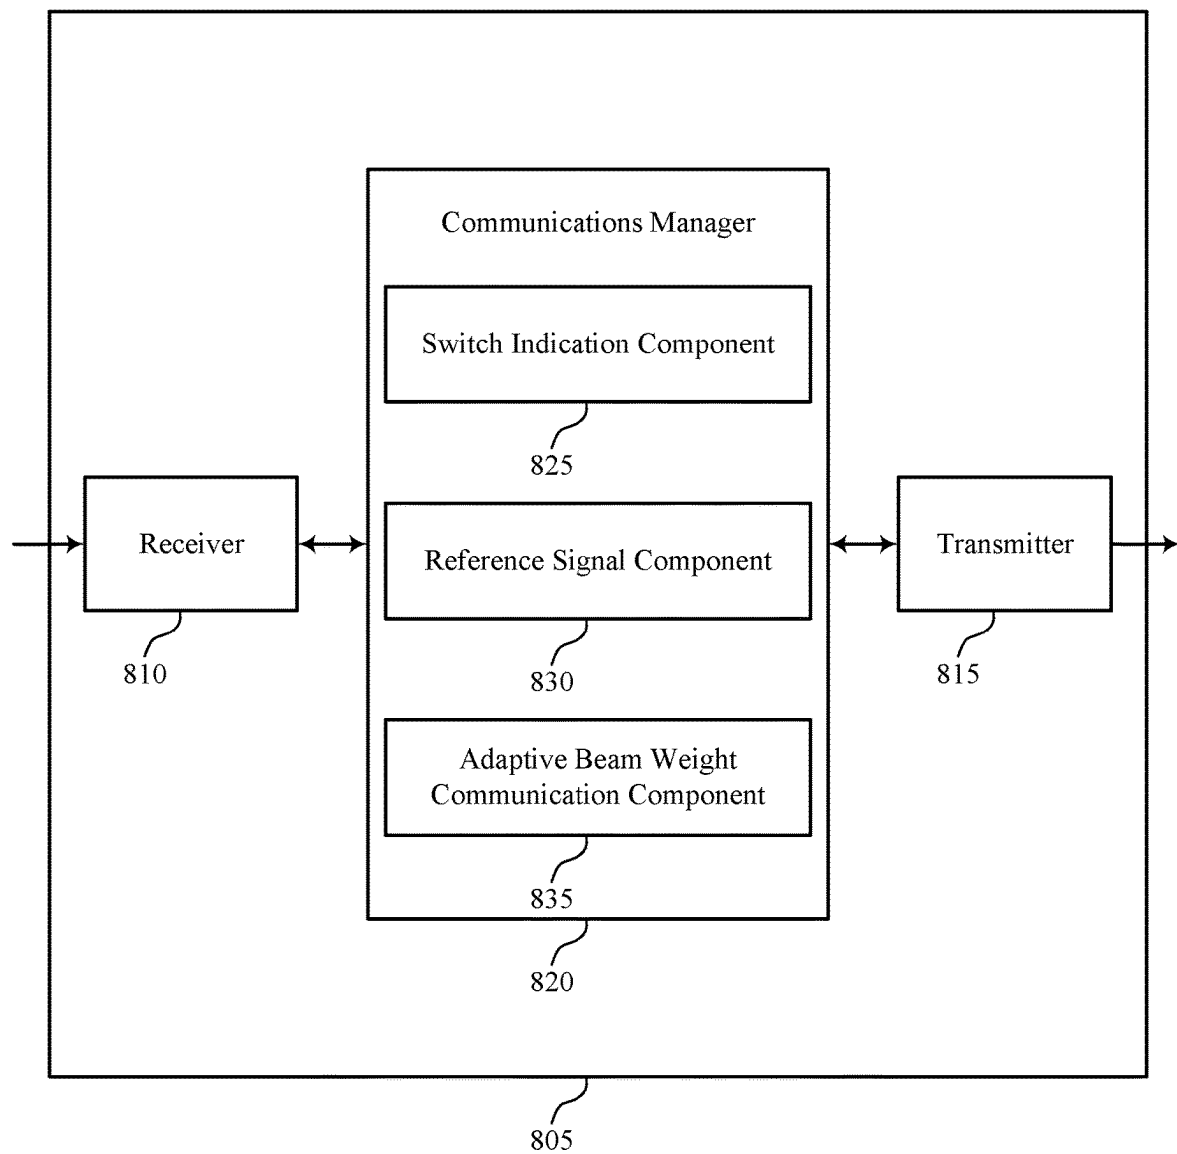 Communications Manager
Switch Indication Component
825
Receiver
810
Reference Signal Component
830
Transmitter
815
Adaptive Beam Weight
Communication Component
835
820
805